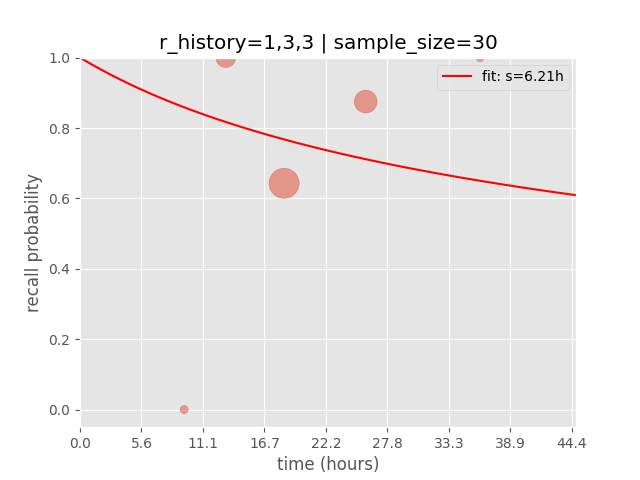 r_history=1,3,3 | sample_size=30
fit: s=6.21h
recall probability
1.0
0.8
0.6
0.4
0.2
0.0
0.0 5.6 11.1 16.7 22.2 27.8 33.3 38.9 44.4
time (hours)